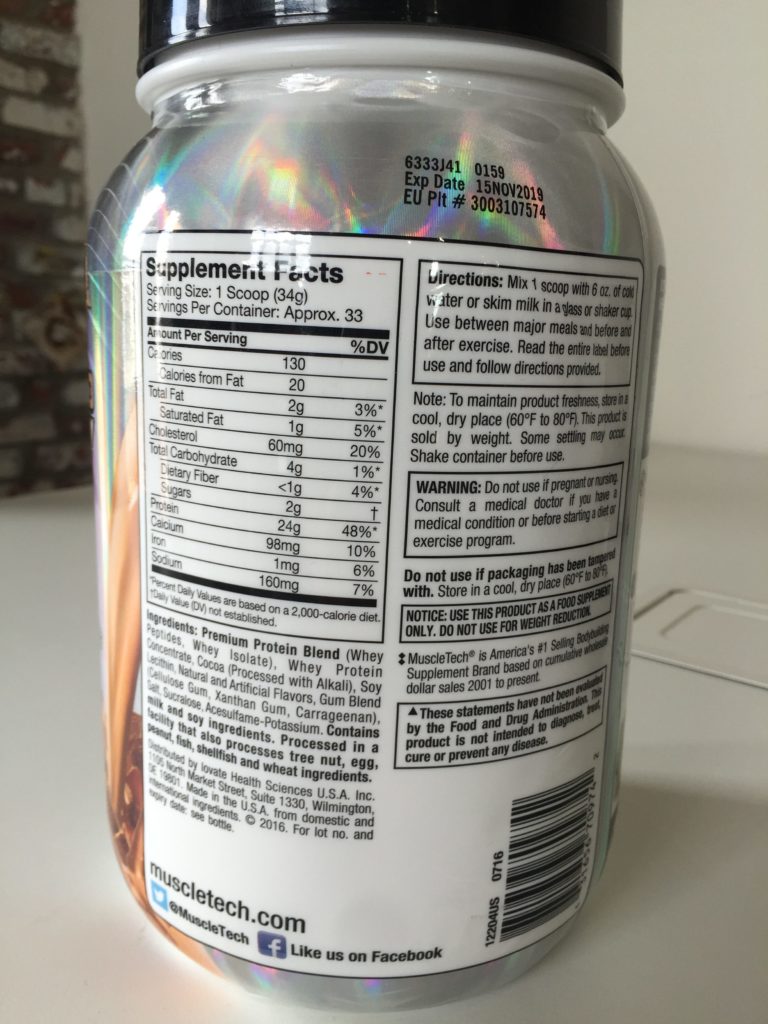 6333J41 0159
Exp Date 15NOV2019
EU Plt # 3003107574
Supplement Facts
Serving Size: 1 Scoop (34g)
Servings Per Container: Approx. 33
Amount Per Serving %DV
Calories 130
Calories from Fat 20
Total Fat 2g 3%*
Saturated Fat 1g 5%*
Cholesterol 60mg 20%
Total Carbohydrate 4g 1%*
Dietary Fiber <1g 4%*
Sugars 2g †
Protein 24g 48%*
Calcium 98mg 10%
Iron 1mg 6%
Sodium 160mg 7%
*Percent Daily Values are based on a 2,000-calorie diet.
†Daily Value (DV) not established.
Ingredients: Premium Protein Blend (Whey
Peptides, Whey Isolate), Whey Protein
Concentrate, Cocoa (Processed with Alkali), Soy
Lecithin, Natural and Artificial Flavors, Gum Blend
(Cellulose Gum, Xanthan Gum, Carrageenan),
Salt, Sucralose, Acesulfame-Potassium. Contains
milk and soy ingredients. Processed in a
facility that also processes tree nut, egg,
peanut, fish, shellfish and wheat ingredients.
Distributed by Iovate Health Sciences U.S.A. Inc.
1105 North Market Street, Suite 1330, Wilmington,
DE 19801. Made in the U.S.A. from domestic and
international ingredients. © 2016. For lot no. and
expiry date: see bottle.
muscletech.com
@MuscleTech
f Like us on Facebook
Directions: Mix 1 scoop with 6 oz. of cold
water or skim milk in a glass or shaker cup.
Use between major meals and before and
after exercise. Read the entire label before
use and follow directions provided.
Note: To maintain product freshness, store in a
cool, dry place (60°F to 80°F). This product is
sold by weight. Some settling may occur.
Shake container before use.
WARNING: Do not use if pregnant or nursing.
Consult a medical doctor if you have a
medical condition or before starting a diet or
exercise program.
Do not use if packaging has been tampered
with. Store in a cool, dry place (60°F to 80°F).
NOTICE: USE THIS PRODUCT AS A FOOD SUPPLEMENT
ONLY. DO NOT USE FOR WEIGHT REDUCTION.
‡MuscleTech® is America's #1 Selling Bodybuilding
Supplement Brand based on cumulative wholesale
dollar sales 2001 to present.
▲These statements have not been evaluated
by the Food and Drug Administration. This
product is not intended to diagnose, treat,
cure or prevent any disease.
12204US 0716